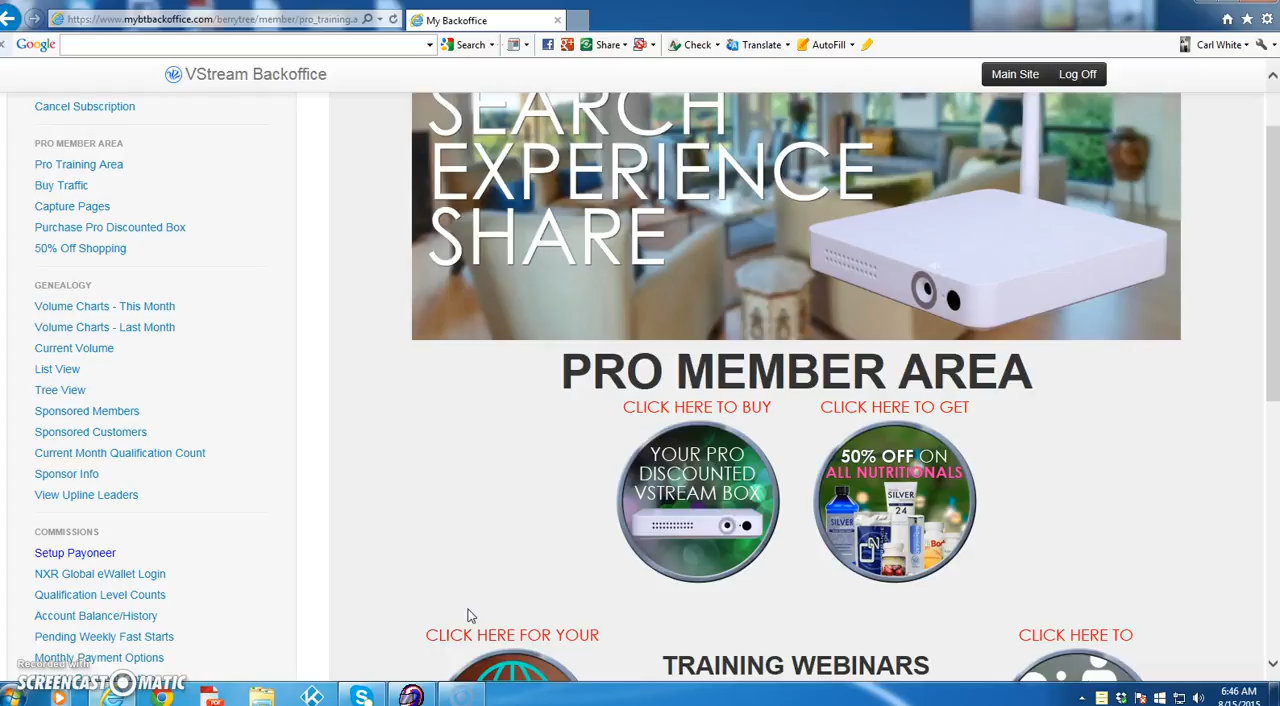 https://www.mybtbackoffice.com/berrytree/member/pro_training.a
My Backoffice
Google
Search
Share
Check
Translate
AutoFill
Carl White
VStream Backoffice
Main Site
Log Off
Cancel Subscription
PRO MEMBER AREA
Pro Training Area
Buy Traffic
Capture Pages
Purchase Pro Discounted Box
50% Off Shopping
GENEALOGY
Volume Charts - This Month
Volume Charts - Last Month
Current Volume
List View
Tree View
Sponsored Members
Sponsored Customers
Current Month Qualification Count
Sponsor Info
View Upline Leaders
COMMISSIONS
Setup Payoneer
NXR Global eWallet Login
Qualification Level Counts
Account Balance/History
Pending Weekly Fast Starts
Monthly Payment Options
SEARCH
EXPERIENCE
SHARE
PRO MEMBER AREA
CLICK HERE TO BUY
CLICK HERE TO GET
YOUR PRO
DISCOUNTED
VSTREAM BOX
50% OFF ON
ALL NUTRITIONALS
SILVER
24
SILVER
CLICK HERE FOR YOUR
TRAINING WEBINARS
CLICK HERE TO
Recorded with
SCREENCAST-O-MATIC
6:46 AM
8/15/2015